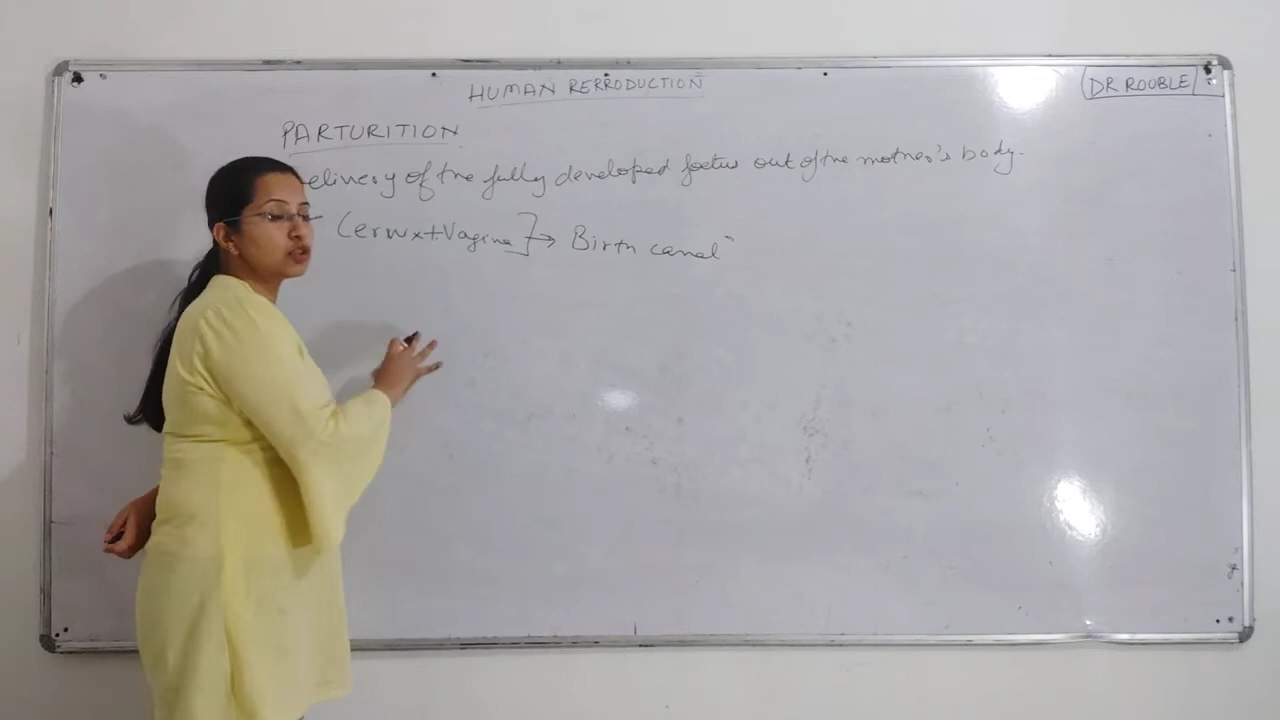 HUMAN RERRODUCTION
DR ROUBLE
PARTURITION
elivery of the fully developed foetus out of the mother's body.
Cervix+Vagina]→ Birth canal"